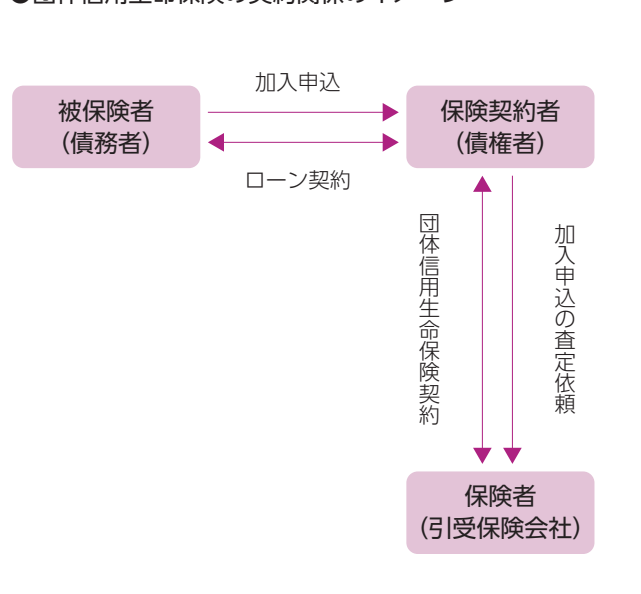 ●団体信用生命保険の契約関係のイメージ
加入申込
被保険者
（債務者）
保険契約者
（債権者）
ローン契約
団体信用生命保険契約
加入申込の査定依頼
保険者
（引受保険会社）